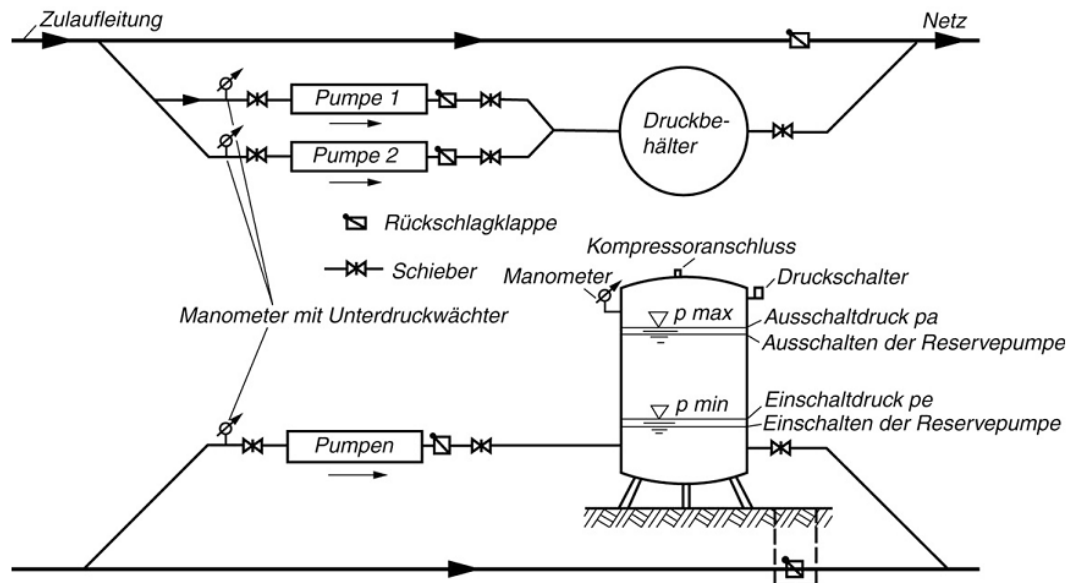 Zulaufleitung
Netz
Pumpe 1
Pumpe 2
Druckbe-
hälter
Rückschlagklappe
Schieber
Manometer mit Unterdruckwächter
Kompressoranschluss
Manometer
Druckschalter
p max
Ausschaltdruck pa
Ausschalten der Reservepumpe
p min
Einschaltdruck pe
Einschalten der Reservepumpe
Pumpen